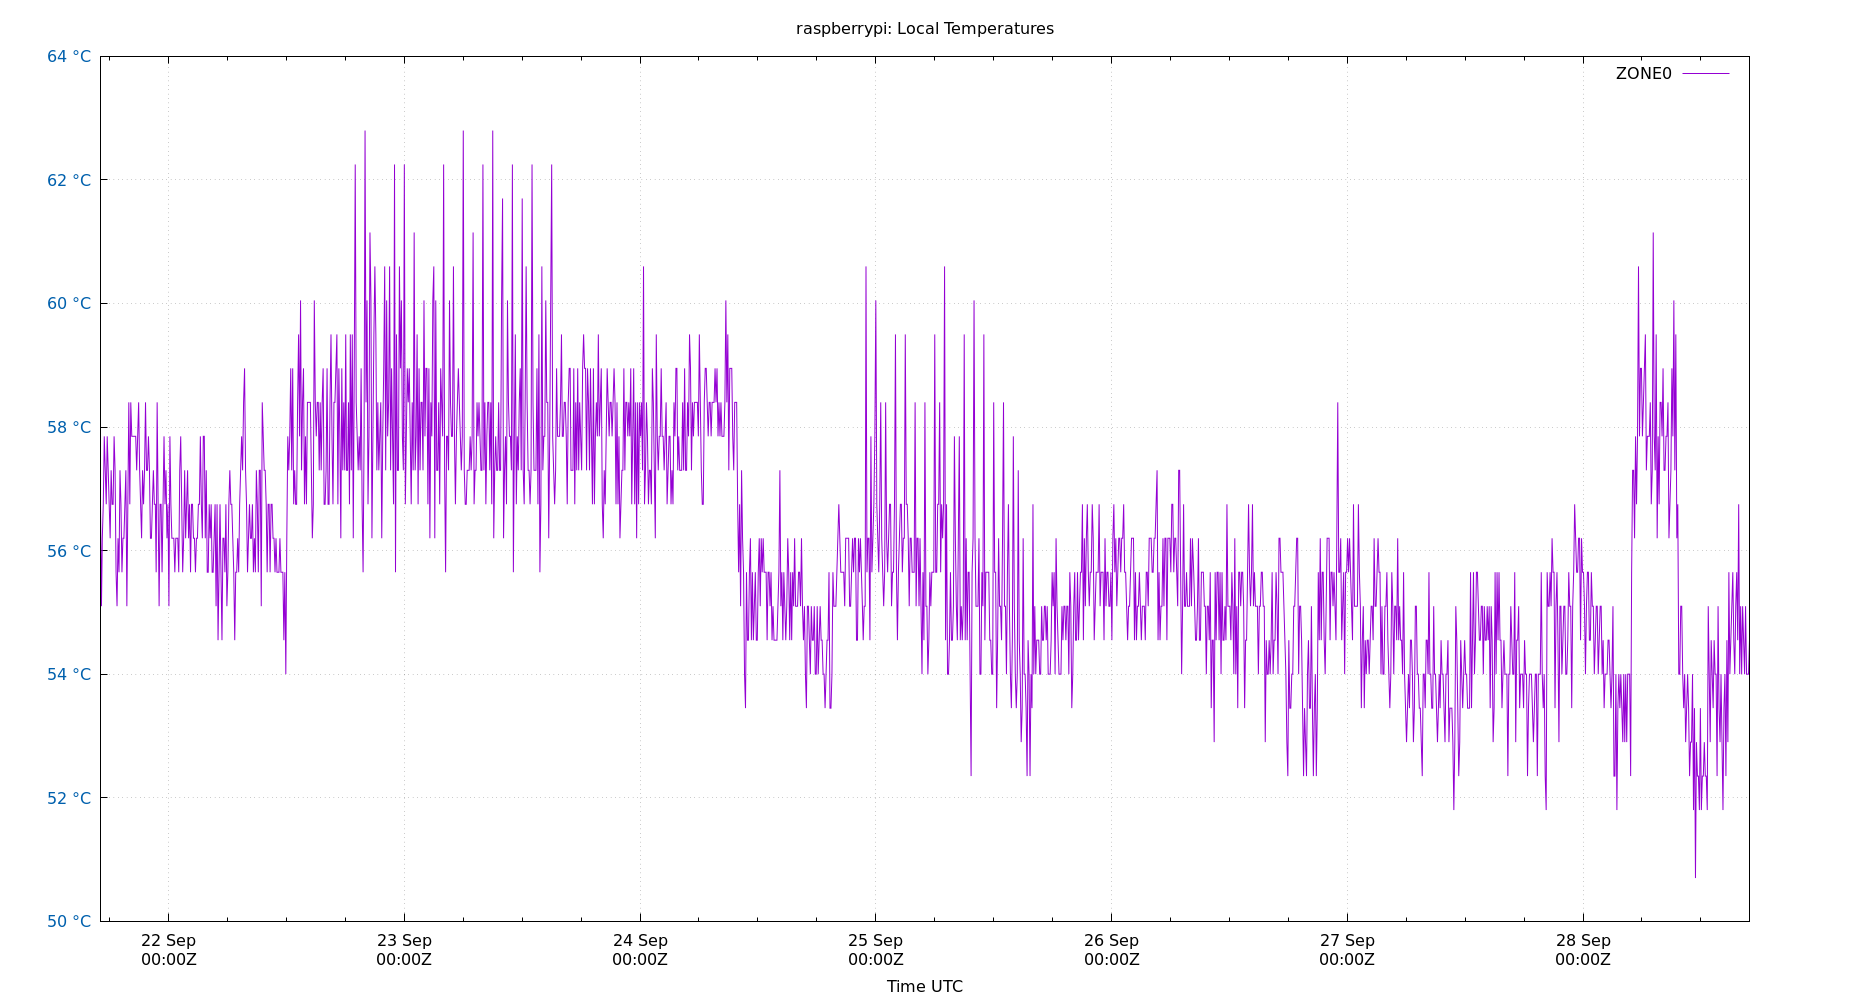 raspberrypi: Local Temperatures
64 °C
ZONE0
62 °C
60 °C
58 °C
56 °C
54 °C
52 °C
50 °C
22 Sep 23 Sep 24 Sep 25 Sep 26 Sep 27 Sep 28 Sep
00:00Z 00:00Z 00:00Z 00:00Z 00:00Z 00:00Z 00:00Z
Time UTC